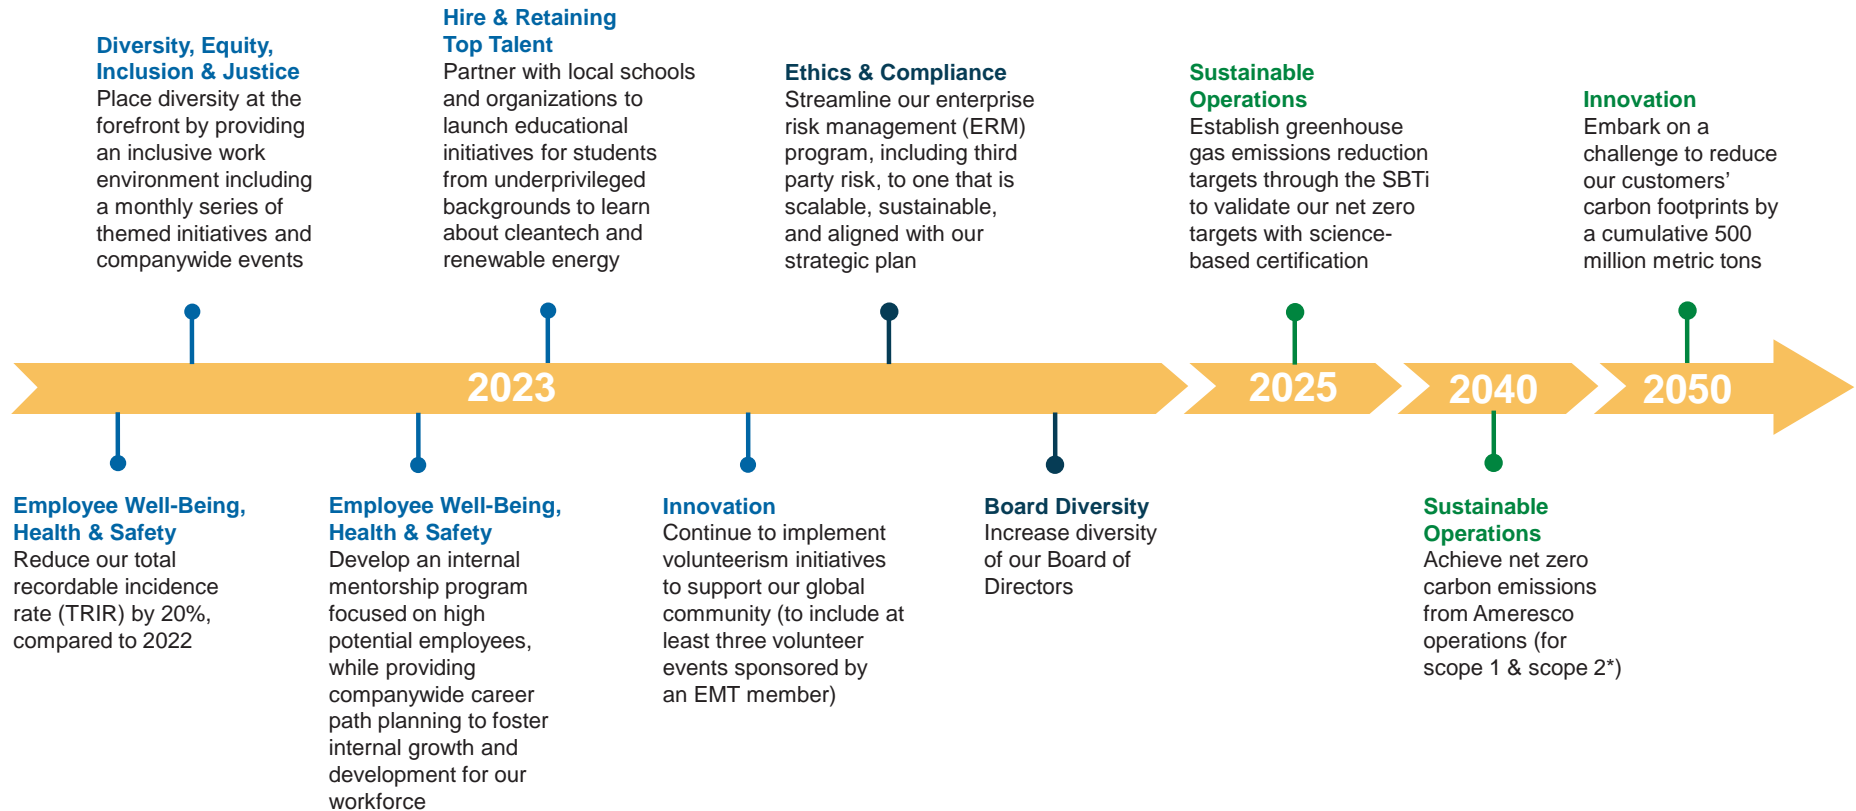 Diversity, Equity,
Inclusion & Justice
Place diversity at the
forefront by providing
an inclusive work
environment including
a monthly series of
themed initiatives and
companywide events
Hire & Retaining
Top Talent
Partner with local schools
and organizations to
launch educational
initiatives for students
from underprivileged
backgrounds to learn
about cleantech and
renewable energy
Ethics & Compliance
Streamline our enterprise
risk management (ERM)
program, including third
party risk, to one that is
scalable, sustainable,
and aligned with our
strategic plan
Sustainable
Operations
Establish greenhouse
gas emissions reduction
targets through the SBTi
to validate our net zero
targets with science-
based certification
Innovation
Embark on a
challenge to reduce
our customers’
carbon footprints by
a cumulative 500
million metric tons
2023
2025
2040
2050
Employee Well-Being,
Health & Safety
Reduce our total
recordable incidence
rate (TRIR) by 20%,
compared to 2022
Employee Well-Being,
Health & Safety
Develop an internal
mentorship program
focused on high
potential employees,
while providing
companywide career
path planning to foster
internal growth and
development for our
workforce
Innovation
Continue to implement
volunteerism initiatives
to support our global
community (to include at
least three volunteer
events sponsored by
an EMT member)
Board Diversity
Increase diversity
of our Board of
Directors
Sustainable
Operations
Achieve net zero
carbon emissions
from Ameresco
operations (for
scope 1 & scope 2*)